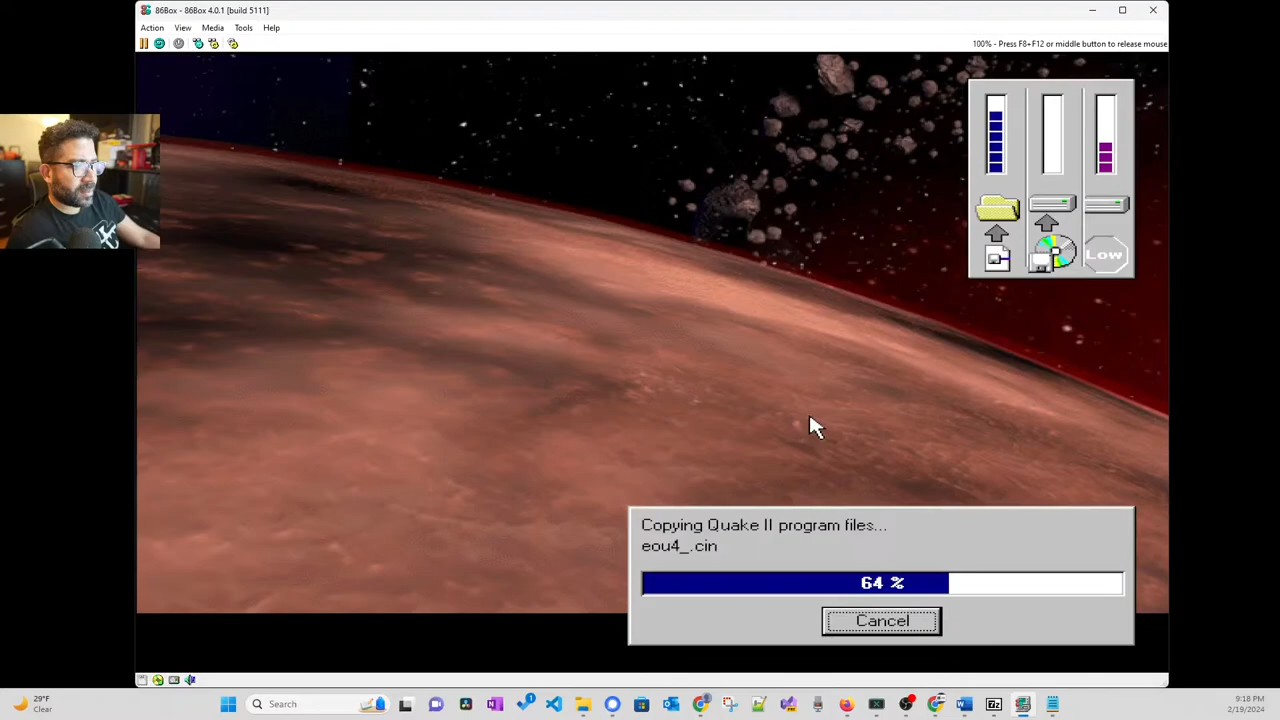 86Box - 86Box 4.0.1 [build 5111]
Action View Media Tools Help
100% - Press F8+F12 or middle button to release mouse
Low
Copying Quake II program files...
eou4_.cin
64 %
Cancel
29°F
Clear
Search
9:18 PM
2/19/2024